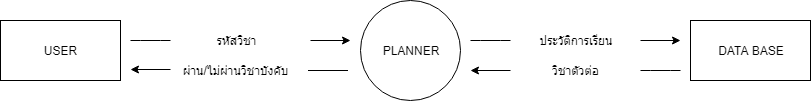 USER
รหัสวิชา
ผ่าน/ไม่ผ่านวิชาบังคับ
PLANNER
ประวัติการเรียน
วิชาตัวต่อ
DATA BASE